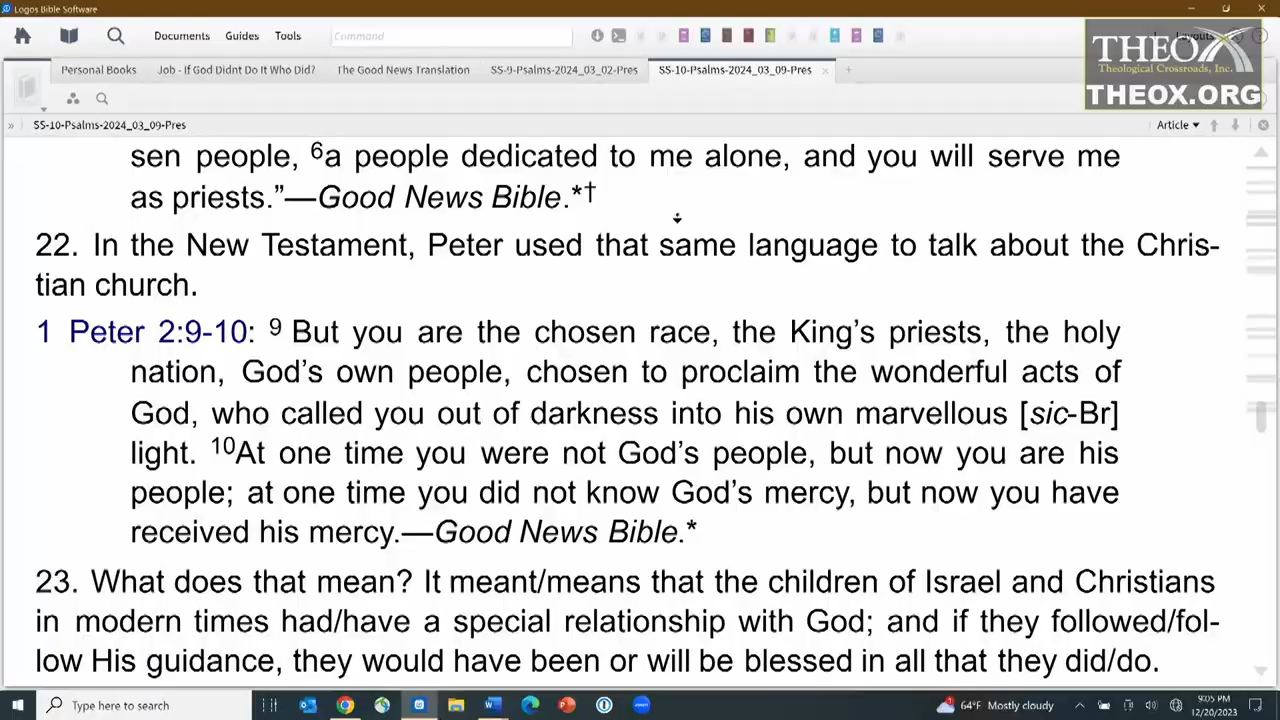 Logos Bible Software
Documents Guides Tools Command Layouts
THEOX
Theological Crossroads, Inc.
THEOX.ORG
Personal Books Job - If God Didnt Do It Who Did? The Good News Translation SS-09-Psalms-2024_03_02-Pres SS-10-Psalms-2024_03_09-Pres
SS-10-Psalms-2024_03_09-Pres Article
sen people, ⁶a people dedicated to me alone, and you will serve me
as priests.”—Good News Bible.*†
22. In the New Testament, Peter used that same language to talk about the Chris-
tian church.
1 Peter 2:9-10: ⁹ But you are the chosen race, the King’s priests, the holy
nation, God’s own people, chosen to proclaim the wonderful acts of
God, who called you out of darkness into his own marvellous [sic-Br]
light. ¹⁰At one time you were not God’s people, but now you are his
people; at one time you did not know God’s mercy, but now you have
received his mercy.—Good News Bible.*
23. What does that mean? It meant/means that the children of Israel and Christians
in modern times had/have a special relationship with God; and if they followed/fol-
low His guidance, they would have been or will be blessed in all that they did/do.
Type here to search 64°F Mostly cloudy 9:05 PM
12/20/2023